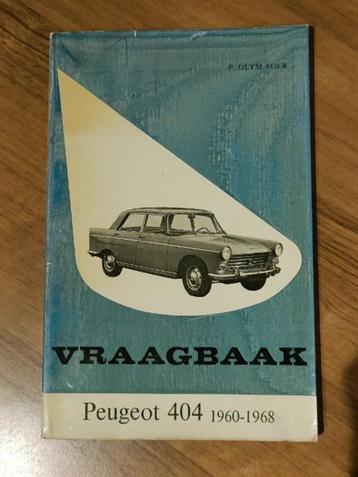 P. OLYSLAGER
VRAAGBAAK
Peugeot 404 1960-1968